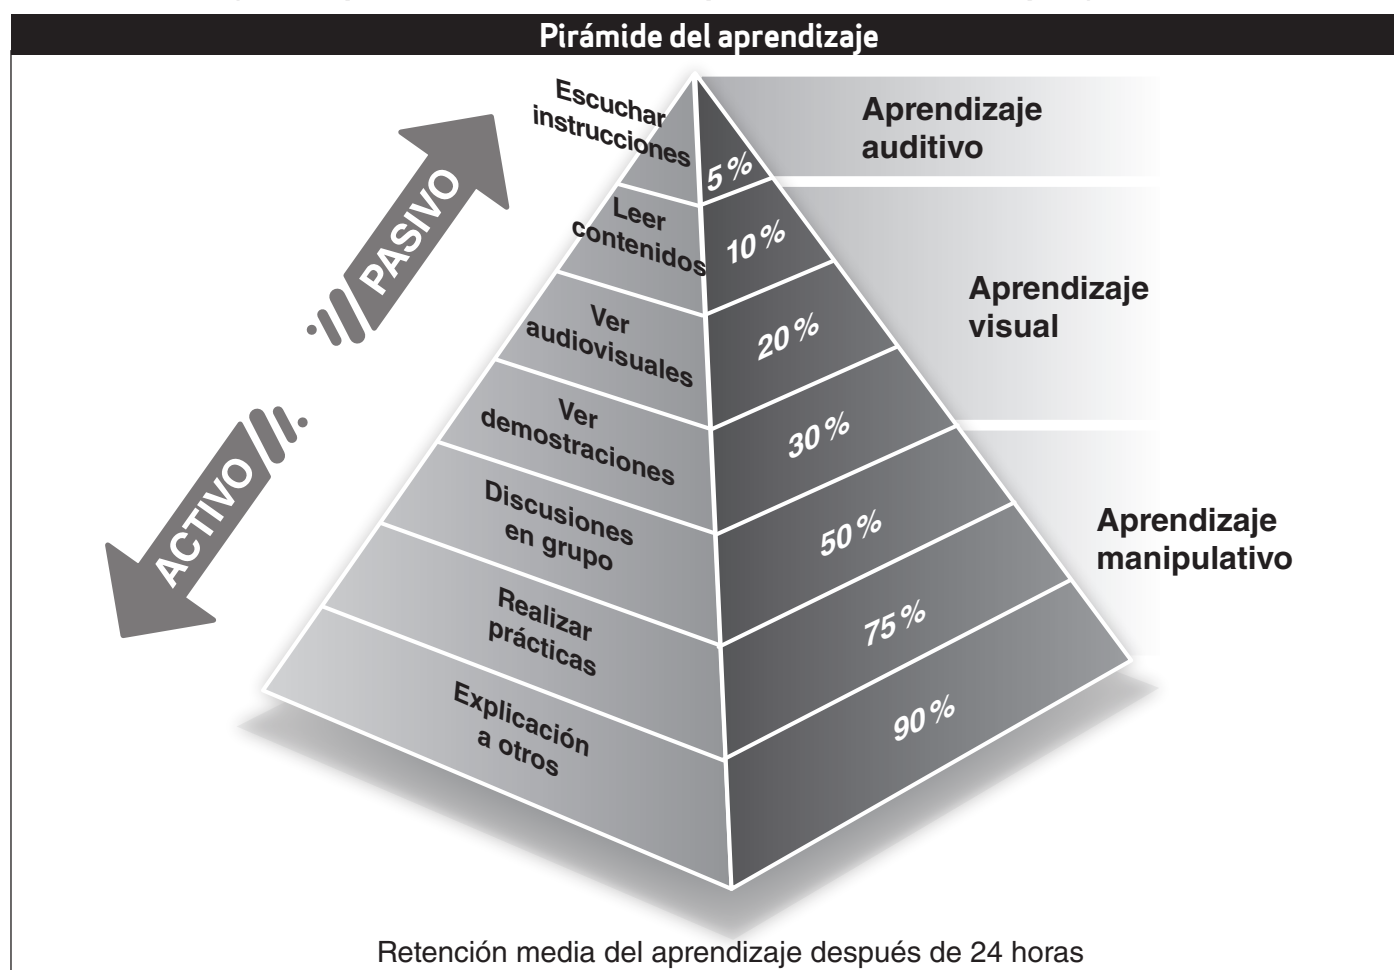 Pirámide del aprendizaje
Escuchar
instrucciones
5 %
Aprendizaje
auditivo
PASIVO
Leer
contenidos
10 %
Aprendizaje
visual
Ver
audiovisuales
20 %
Ver
demostraciones
30 %
ACTIVO
Discusiones
en grupo
50 %
Aprendizaje
manipulativo
Realizar
prácticas
75 %
Explicación
a otros
90 %
Retención media del aprendizaje después de 24 horas